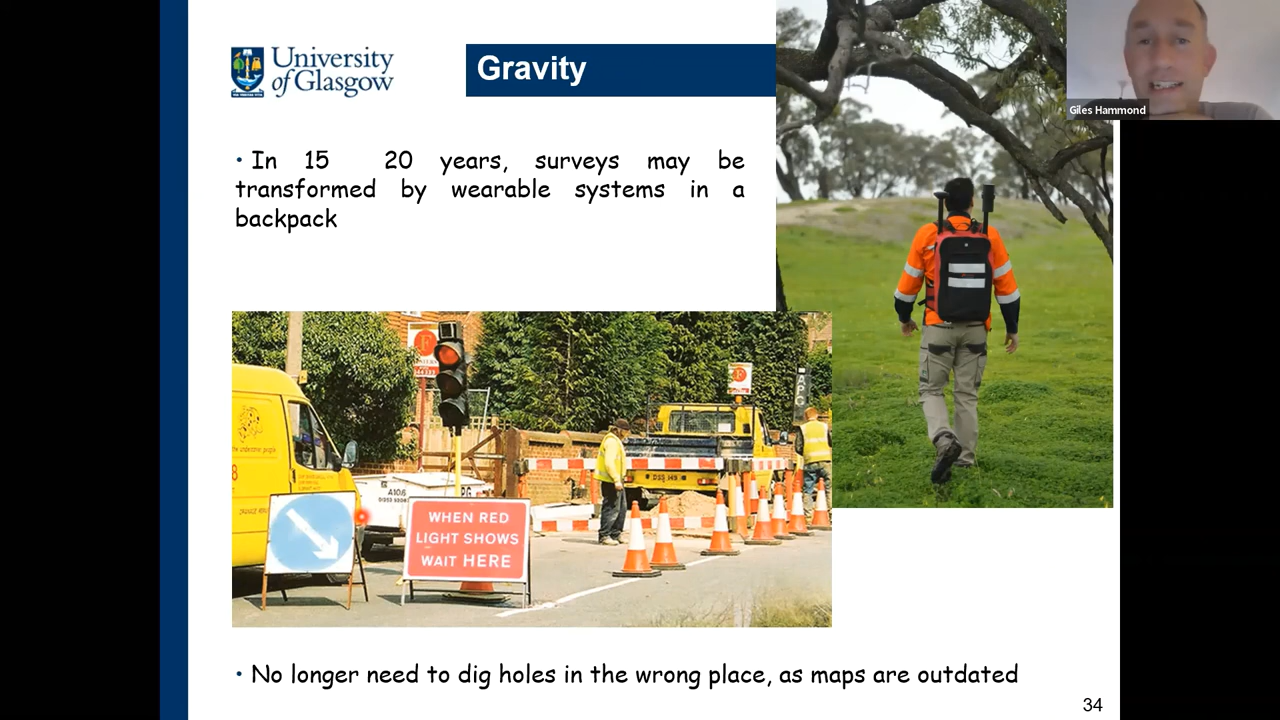 University
of Glasgow
Gravity
Giles Hammond
• In 15 20 years, surveys may be
transformed by wearable systems in a
backpack
WHEN RED
LIGHT SHOWS
WAIT HERE
• No longer need to dig holes in the wrong place, as maps are outdated
34